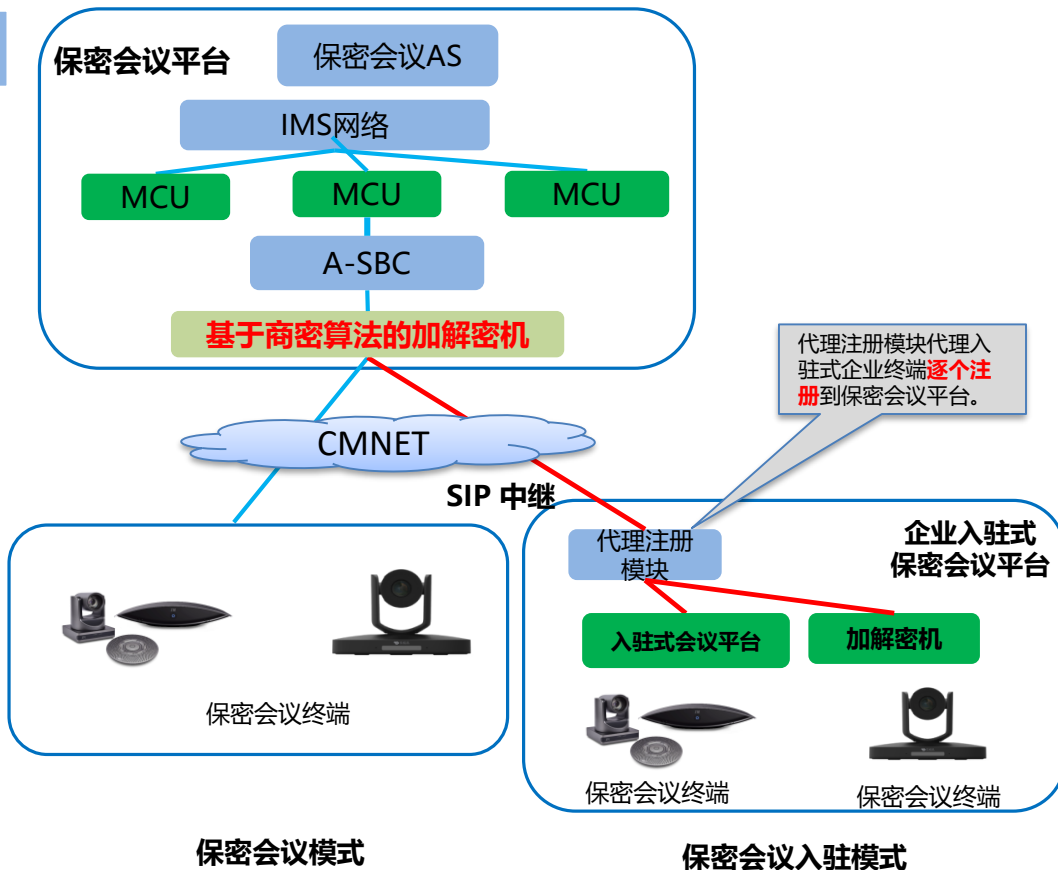 保密会议平台
保密会议AS
IMS网络
MCU
MCU
MCU
A-SBC
基于商密算法的加解密机
代理注册模块代理入
驻式企业终端逐个注
册到保密会议平台。
CMNET
SIP 中继
代理注册
模块
企业入驻式
保密会议平台
入驻式会议平台
加解密机
保密会议终端
保密会议终端
保密会议终端
保密会议模式
保密会议入驻模式